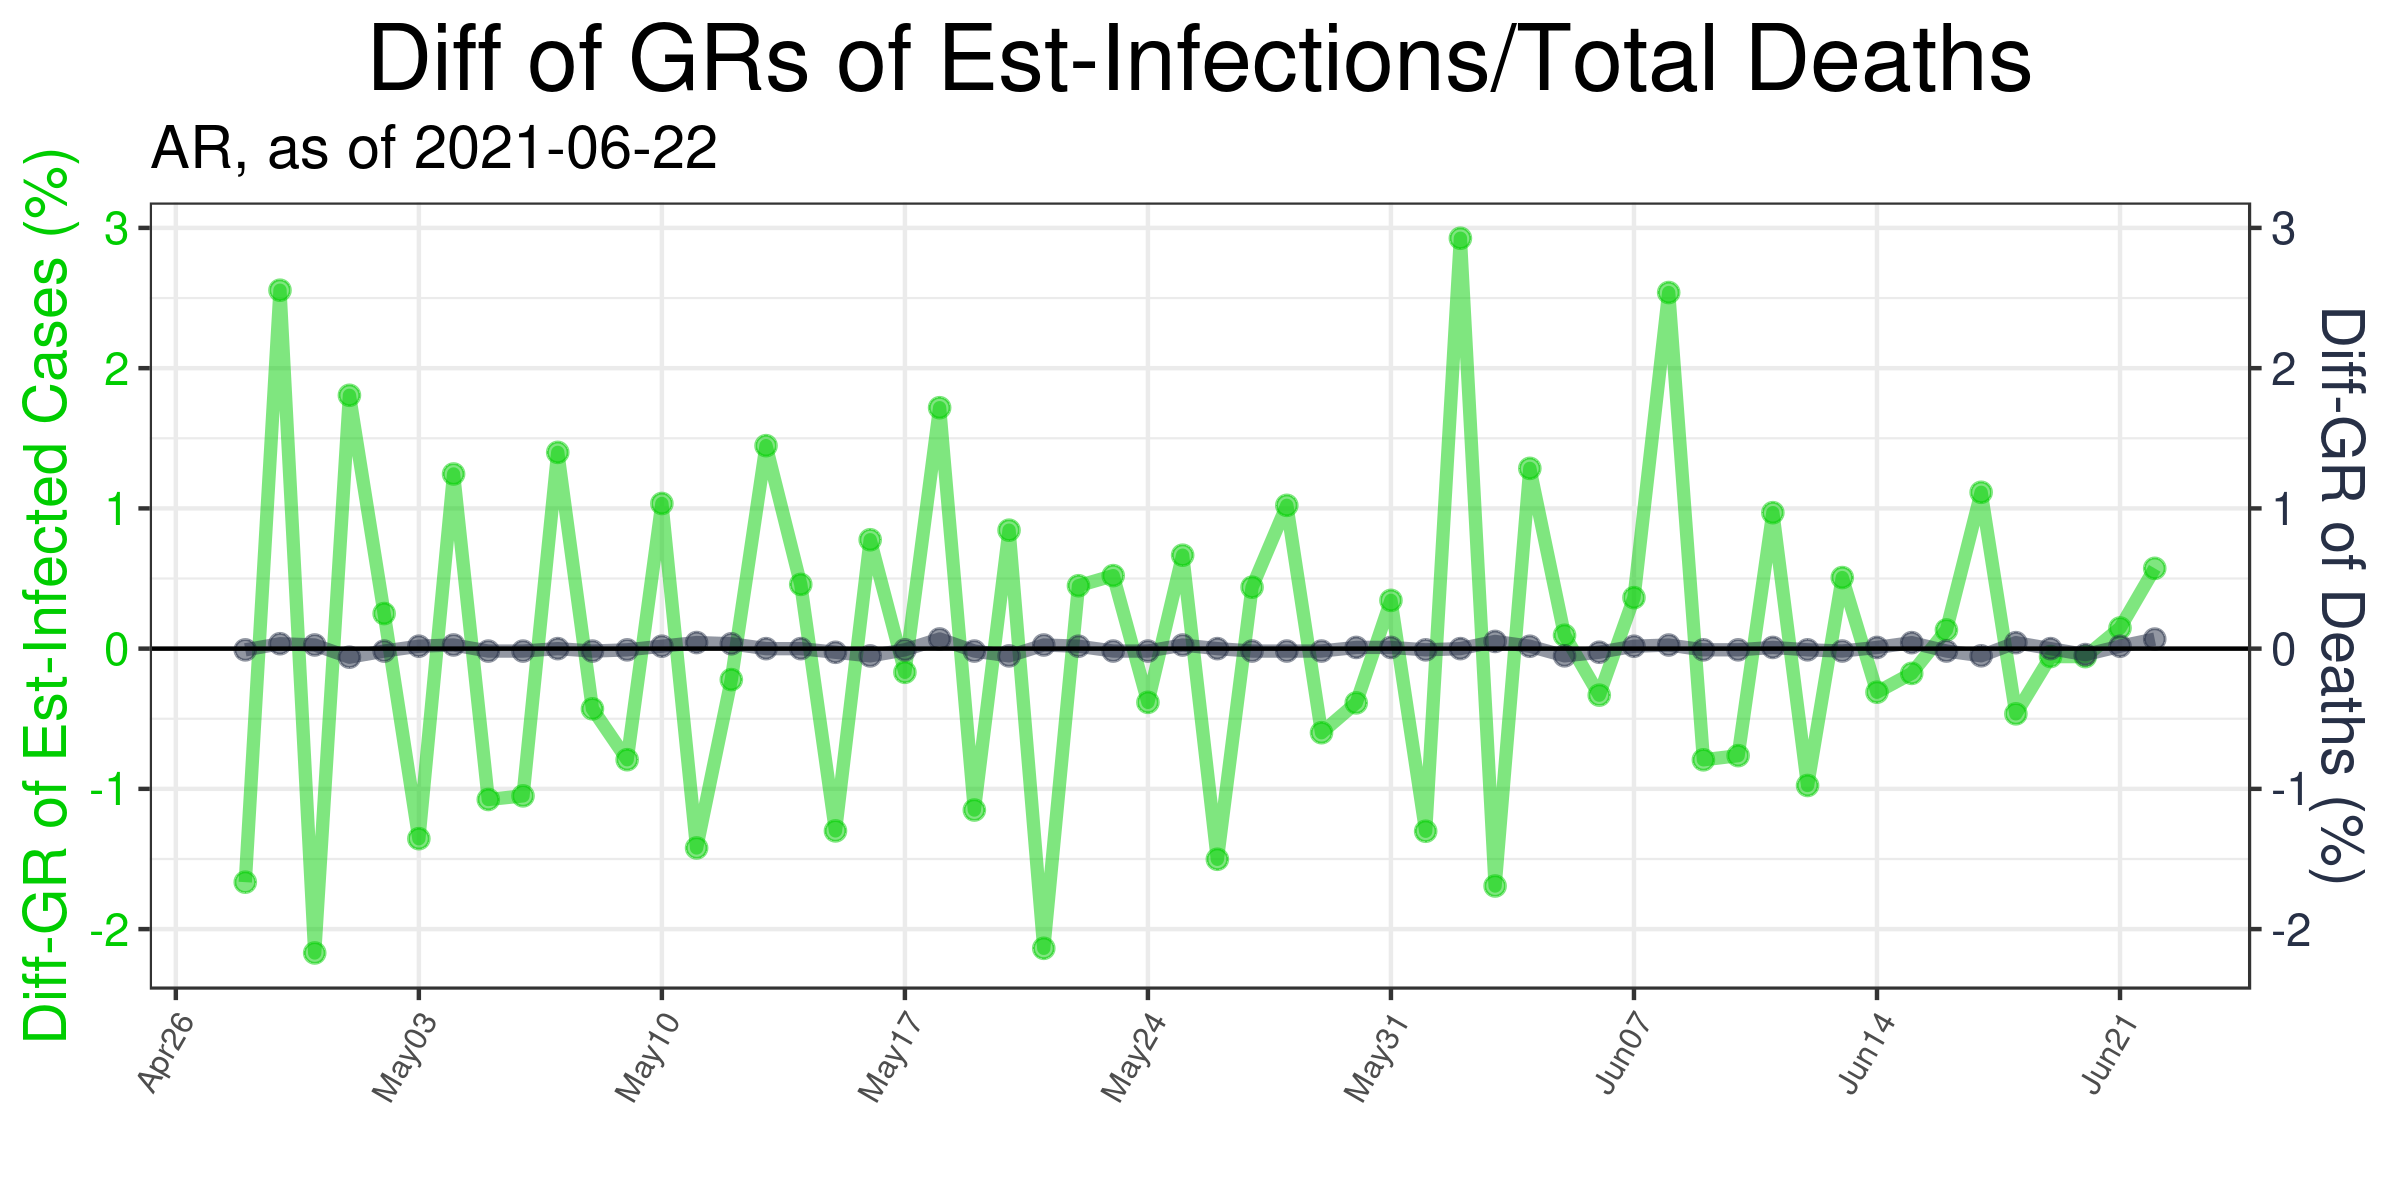 Diff of GRs of Est-Infections/Total Deaths
AR, as of 2021-06-22
Diff-GR of Est-Infected Cases (%)
3
2
1
0
-1
-2
3
2
1
0
-1
-2
Diff-GR of Deaths (%)
Apr26
May03
May10
May17
May24
May31
Jun07
Jun14
Jun21